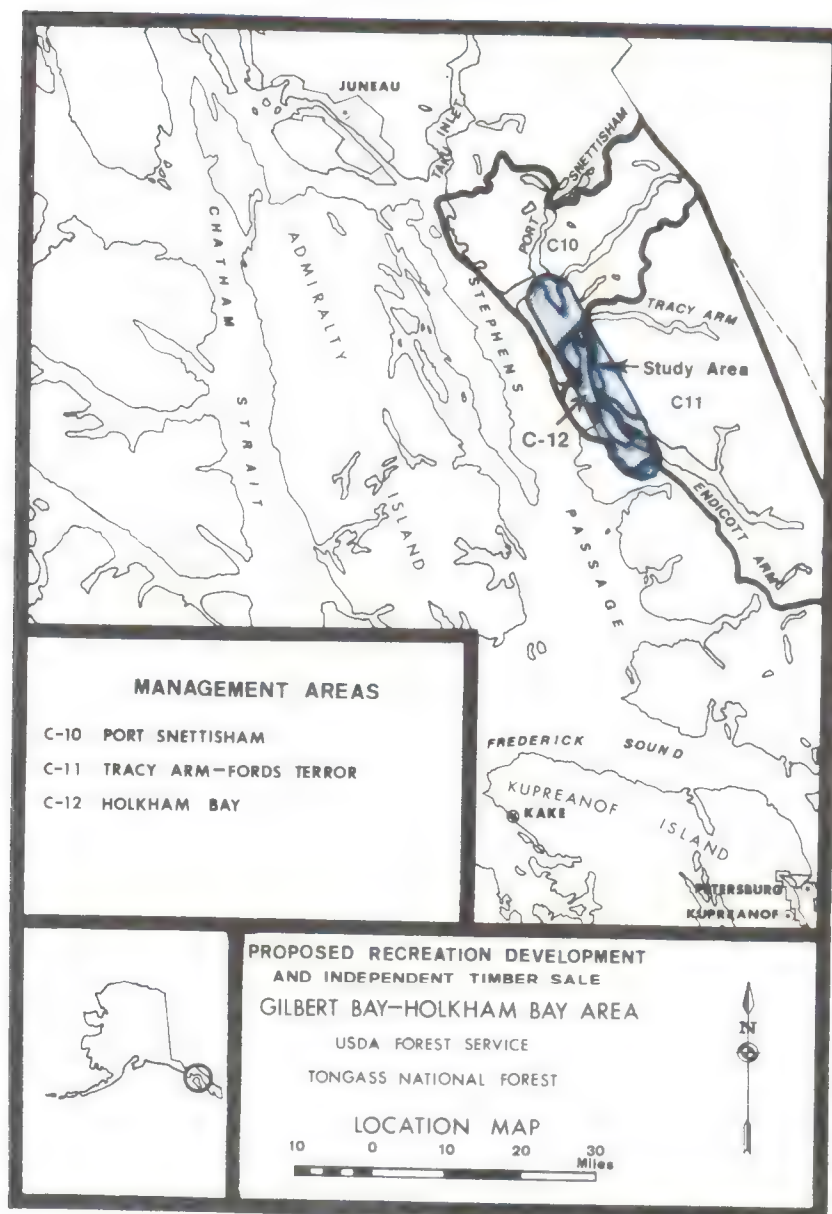 JUNEAU
TAKU INLET
SNETTISHAM
PORT
C10
CHATHAM
STRAIT
ADMIRALTY
ISLAND
STEPHENS
PASSAGE
TRACY ARM
Study Area
C11
C-12
ENDICOTT ARM
FREDERICK SOUND
KUPREANOF
ISLAND
KAKE
PETERSBURG
KUPREANOF
MANAGEMENT AREAS
C-10 PORT SNETTISHAM
C-11 TRACY ARM-FORDS TERROR
C-12 HOLKHAM BAY
PROPOSED RECREATION DEVELOPMENT
AND INDEPENDENT TIMBER SALE
GILBERT BAY-HOLKHAM BAY AREA
USDA FOREST SERVICE
TONGASS NATIONAL FOREST
N
LOCATION MAP
10 0 10 20 30
Miles